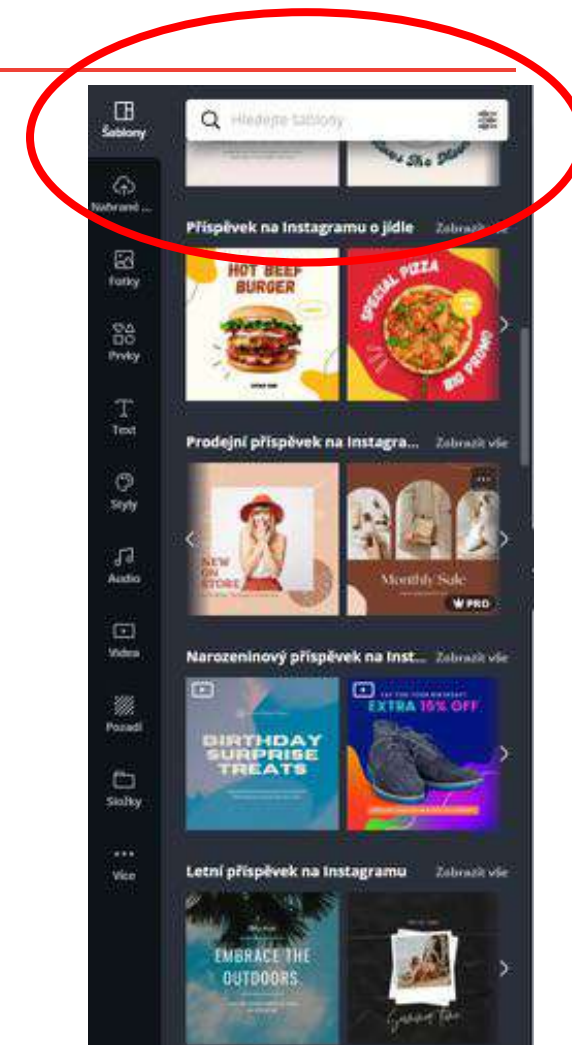 Šablony
Hledejte šablony
Nahrané ...
Příspěvek na Instagramu o jídle
Zobrazit vše
Fotky
HOT BEEF
BURGER
SPECIAL PIZZA
BIG PROMO
Prvky
Text
Prodejní příspěvek na Instagra...
Zobrazit vše
Styly
NEW
ON
STORE
Monthly Sale
PRO
Audio
Videa
Narozeninový příspěvek na Inst...
Zobrazit vše
BIRTHDAY
SURPRISE
TREATS
EXTRA 15% OFF
Pozadí
Složky
Více
Letní příspěvek na Instagramu
Zobrazit vše
EMBRACE THE
OUTDOORS
Summer Time